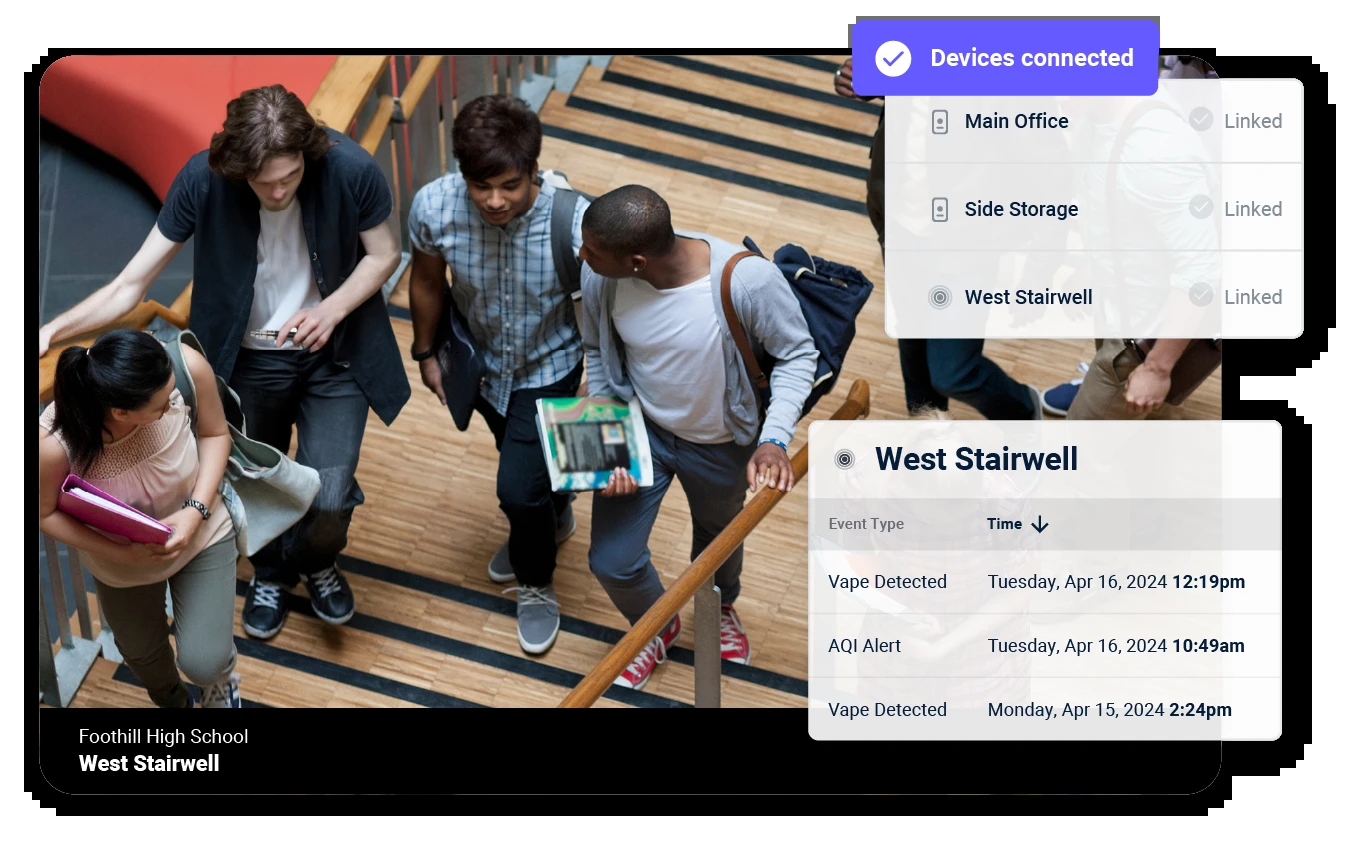 Devices connected
Main Office Linked
Side Storage Linked
West Stairwell Linked
West Stairwell
Event Type Time
Vape Detected Tuesday, Apr 16, 2024 12:19pm
AQI Alert Tuesday, Apr 16, 2024 10:49am
Vape Detected Monday, Apr 15, 2024 2:24pm
Foothill High School
West Stairwell